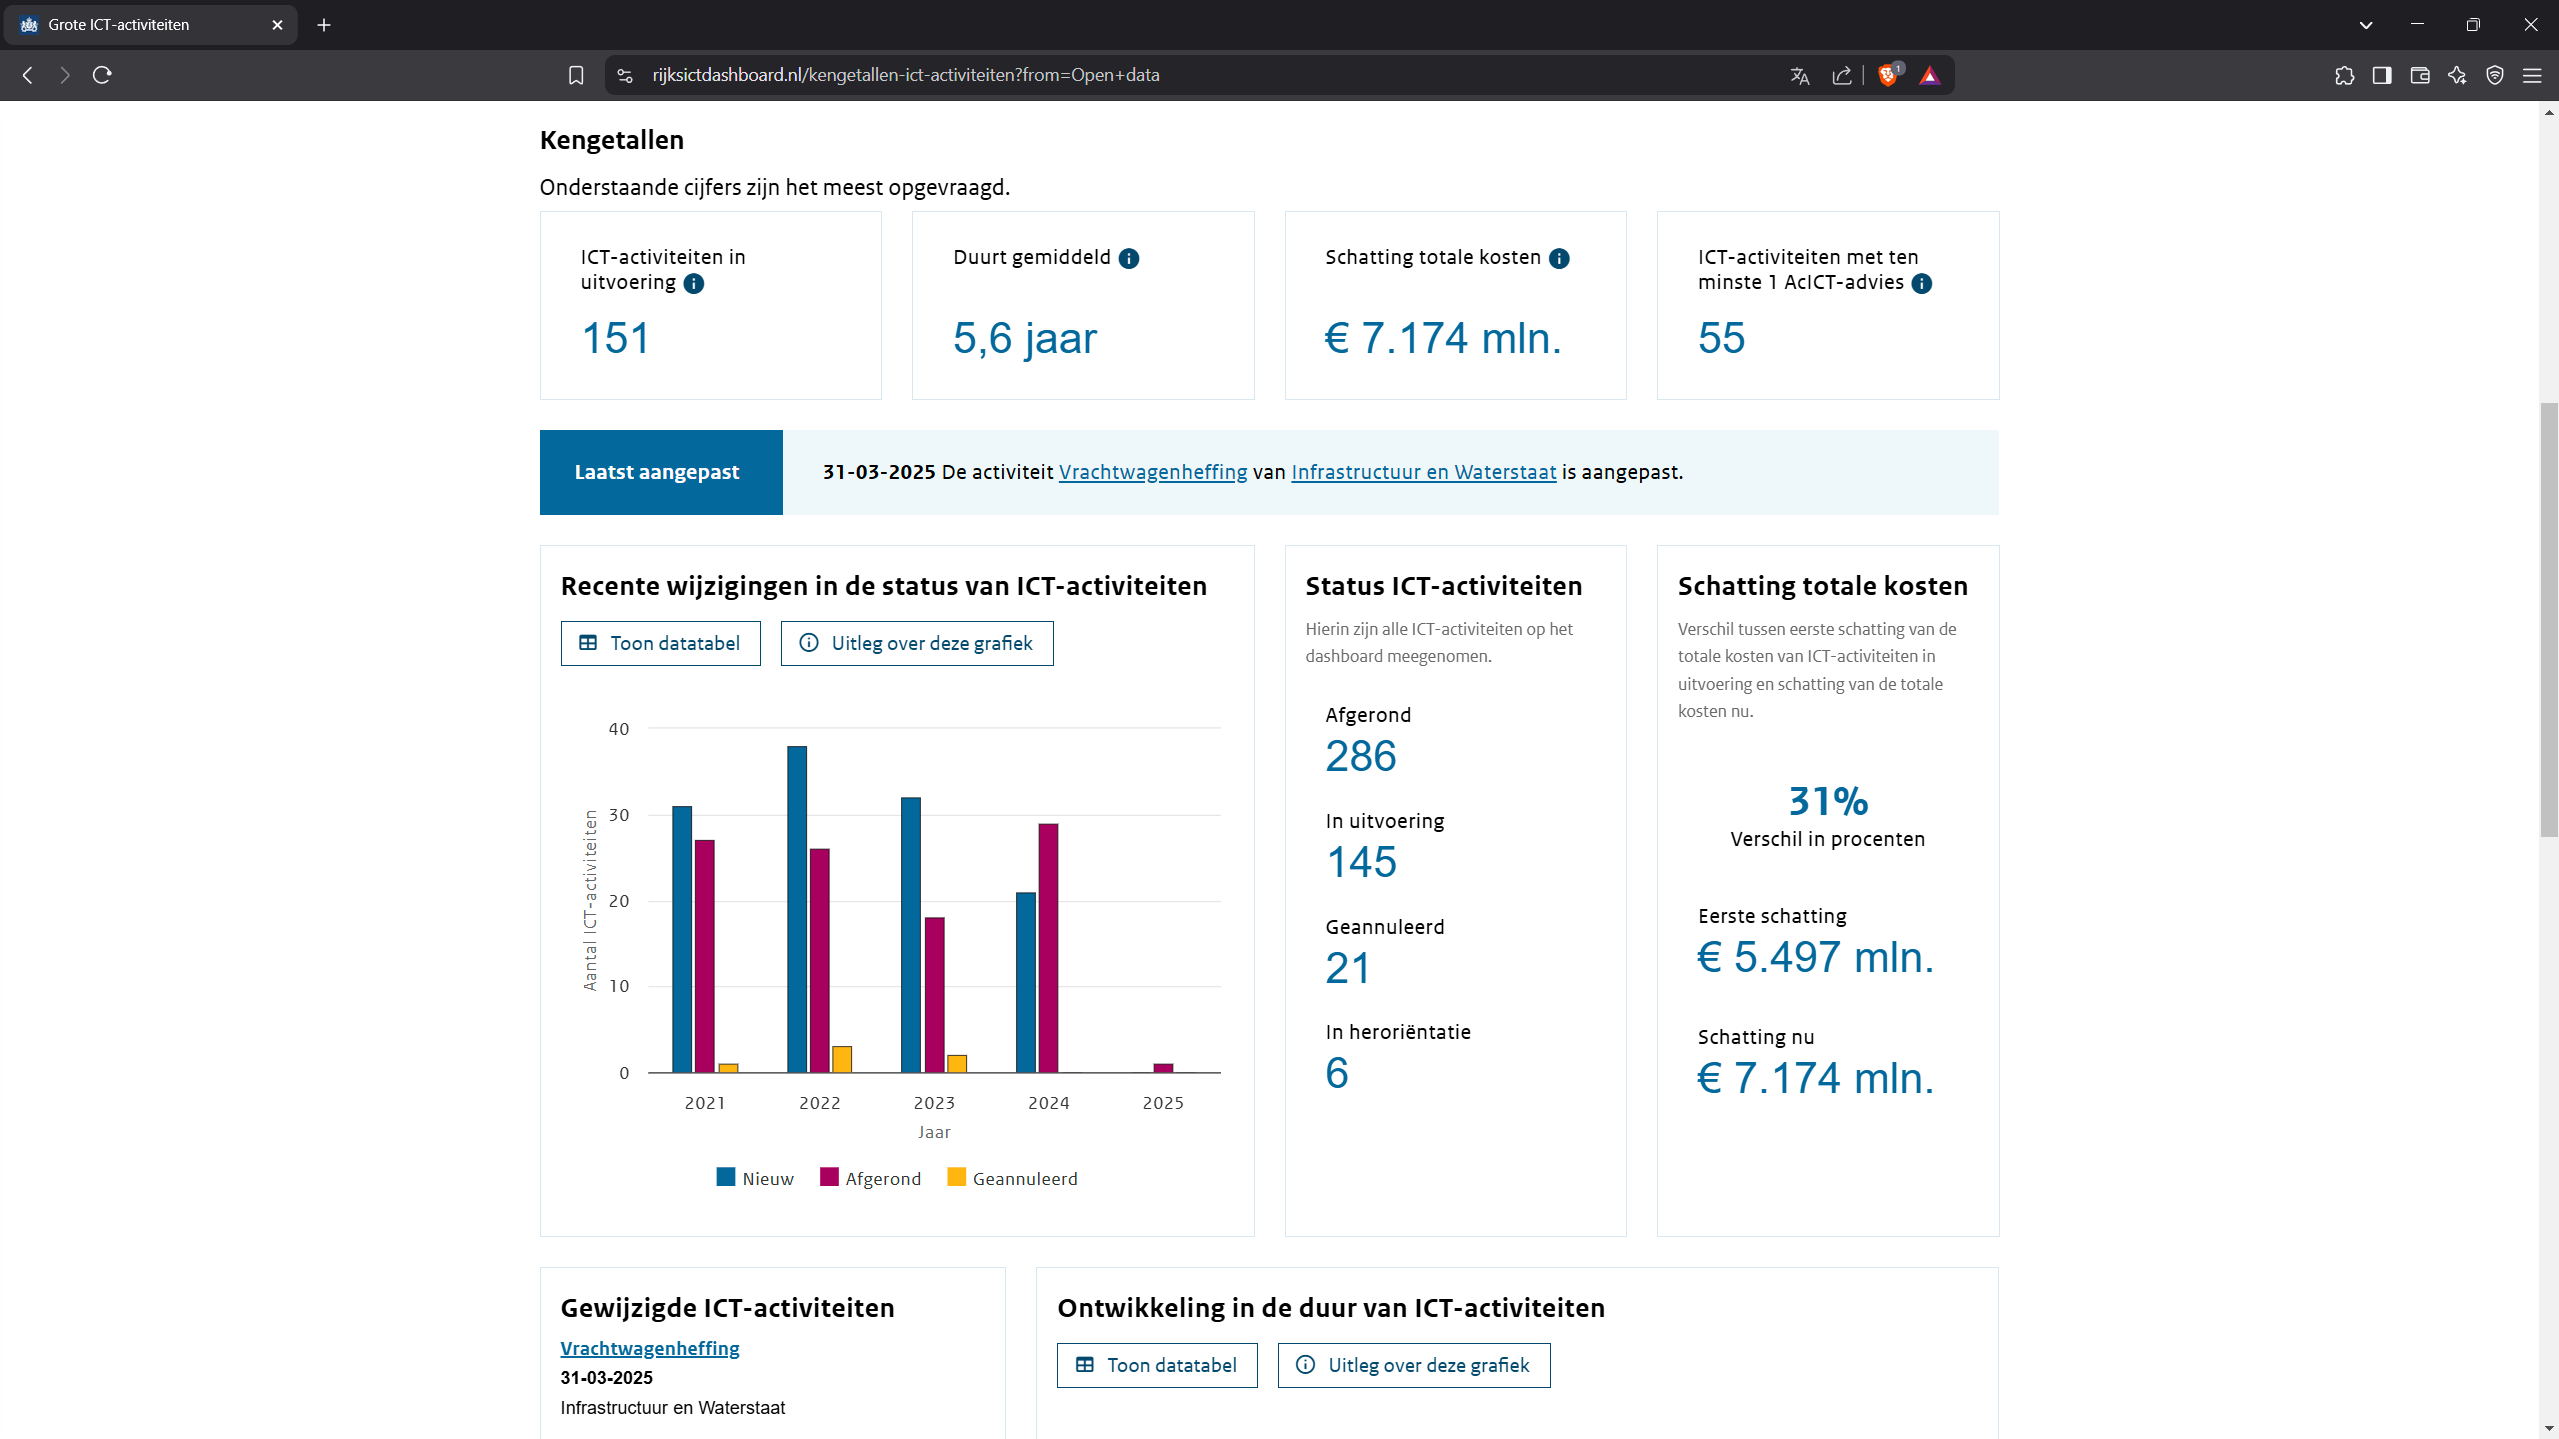 Grote ICT-activiteiten
rijksictdashboard.nl/kengetallen-ict-activiteiten?from=Open+data
1
Kengetallen
Onderstaande cijfers zijn het meest opgevraagd.
ICT-activiteiten in
uitvoering
151
Duurt gemiddeld
5,6 jaar
Schatting totale kosten
€ 7.174 mln.
ICT-activiteiten met ten
minste 1 AcICT-advies
55
Laatst aangepast
31-03-2025 De activiteit Vrachtwagenheffing van Infrastructuur en Waterstaat is aangepast.
Recente wijzigingen in de status van ICT-activiteiten
Toon datatabel
Uitleg over deze grafiek
Aantal ICT-activiteiten
40
30
20
10
0
2021 2022 2023 2024 2025
Jaar
Nieuw Afgerond Geannuleerd
Status ICT-activiteiten
Hierin zijn alle ICT-activiteiten op het
dashboard meegenomen.
Afgerond
286
In uitvoering
145
Geannuleerd
21
In heroriëntatie
6
Schatting totale kosten
Verschil tussen eerste schatting van de
totale kosten van ICT-activiteiten in
uitvoering en schatting van de totale
kosten nu.
31%
Verschil in procenten
Eerste schatting
€ 5.497 mln.
Schatting nu
€ 7.174 mln.
Gewijzigde ICT-activiteiten
Vrachtwagenheffing
31-03-2025
Infrastructuur en Waterstaat
Ontwikkeling in de duur van ICT-activiteiten
Toon datatabel
Uitleg over deze grafiek